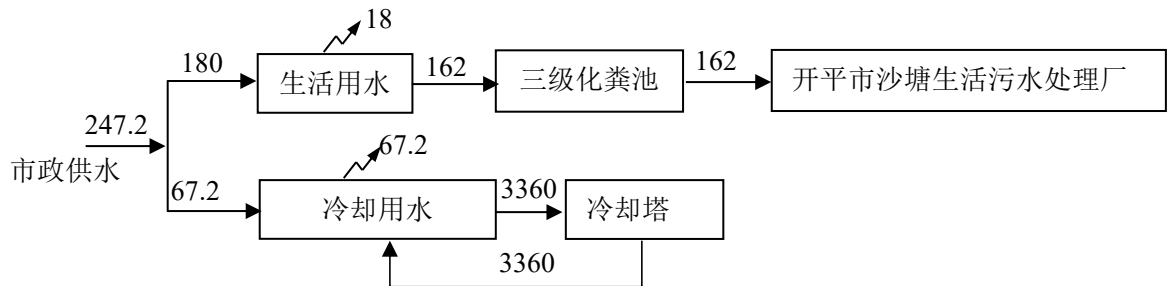 18
180
生活用水
162
三级化粪池
162
开平市沙塘生活污水处理厂
247.2
市政供水
67.2
67.2
冷却用水
3360
冷却塔
3360